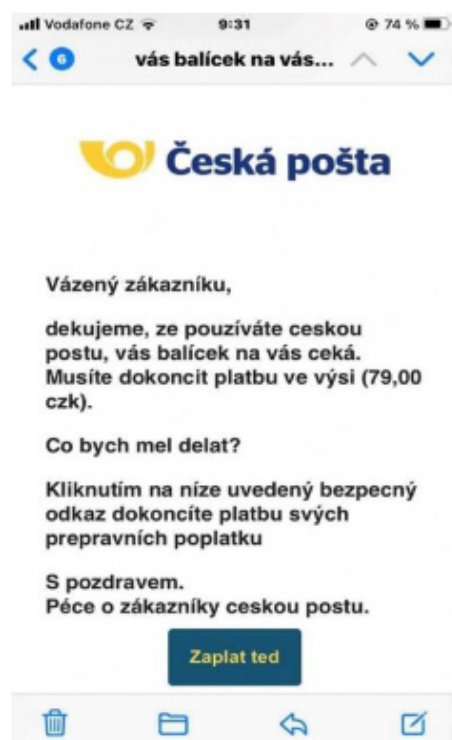 Vodafone CZ 9:31 74 %
6 vás balícek na vás...
Česká pošta
Vázený zákazníku,
dekujeme, ze pouzíváte ceskou
postu, vás balícek na vás ceká.
Musíte dokoncit platbu ve výsi (79,00
czk).
Co bych mel delat?
Kliknutím na níze uvedený bezpecný
odkaz dokoncíte platbu svých
prepravních poplatku
S pozdravem.
Péce o zákazníky ceskou postu.
Zaplat ted